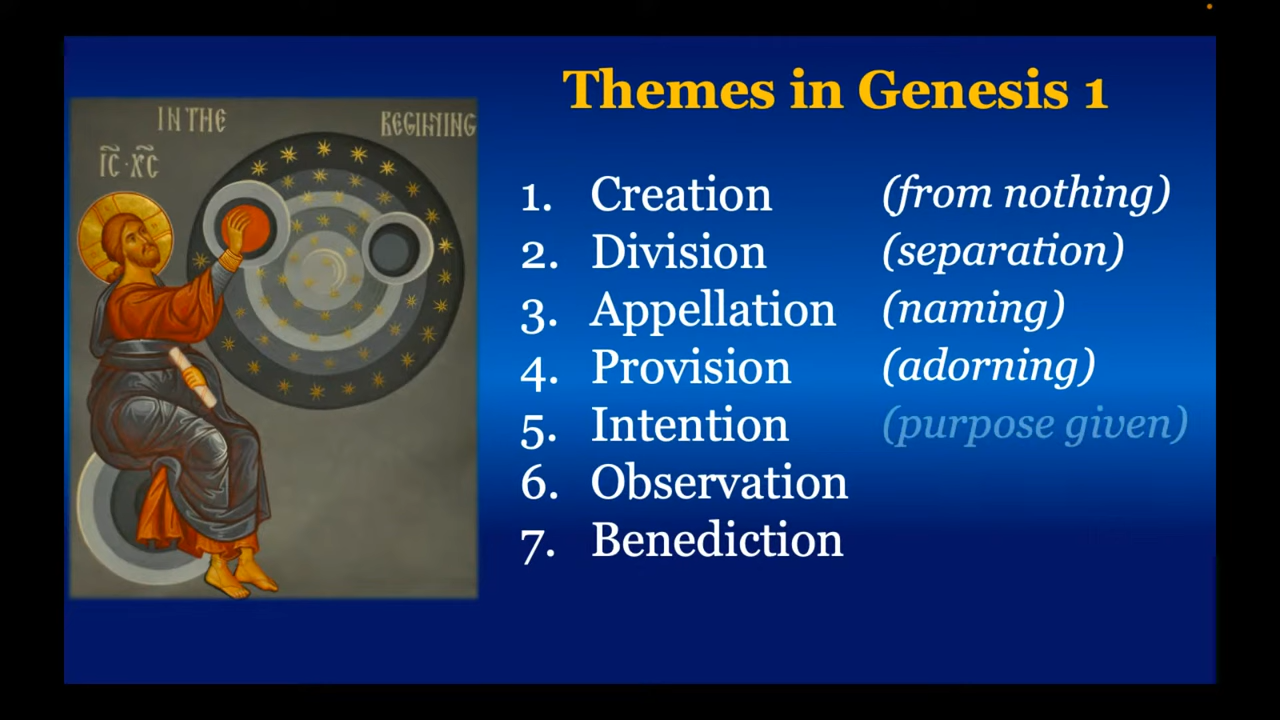 Themes in Genesis 1
IN THE BEGINNING
IC · XC
1. Creation (from nothing)
2. Division (separation)
3. Appellation (naming)
4. Provision (adorning)
5. Intention (purpose given)
6. Observation
7. Benediction